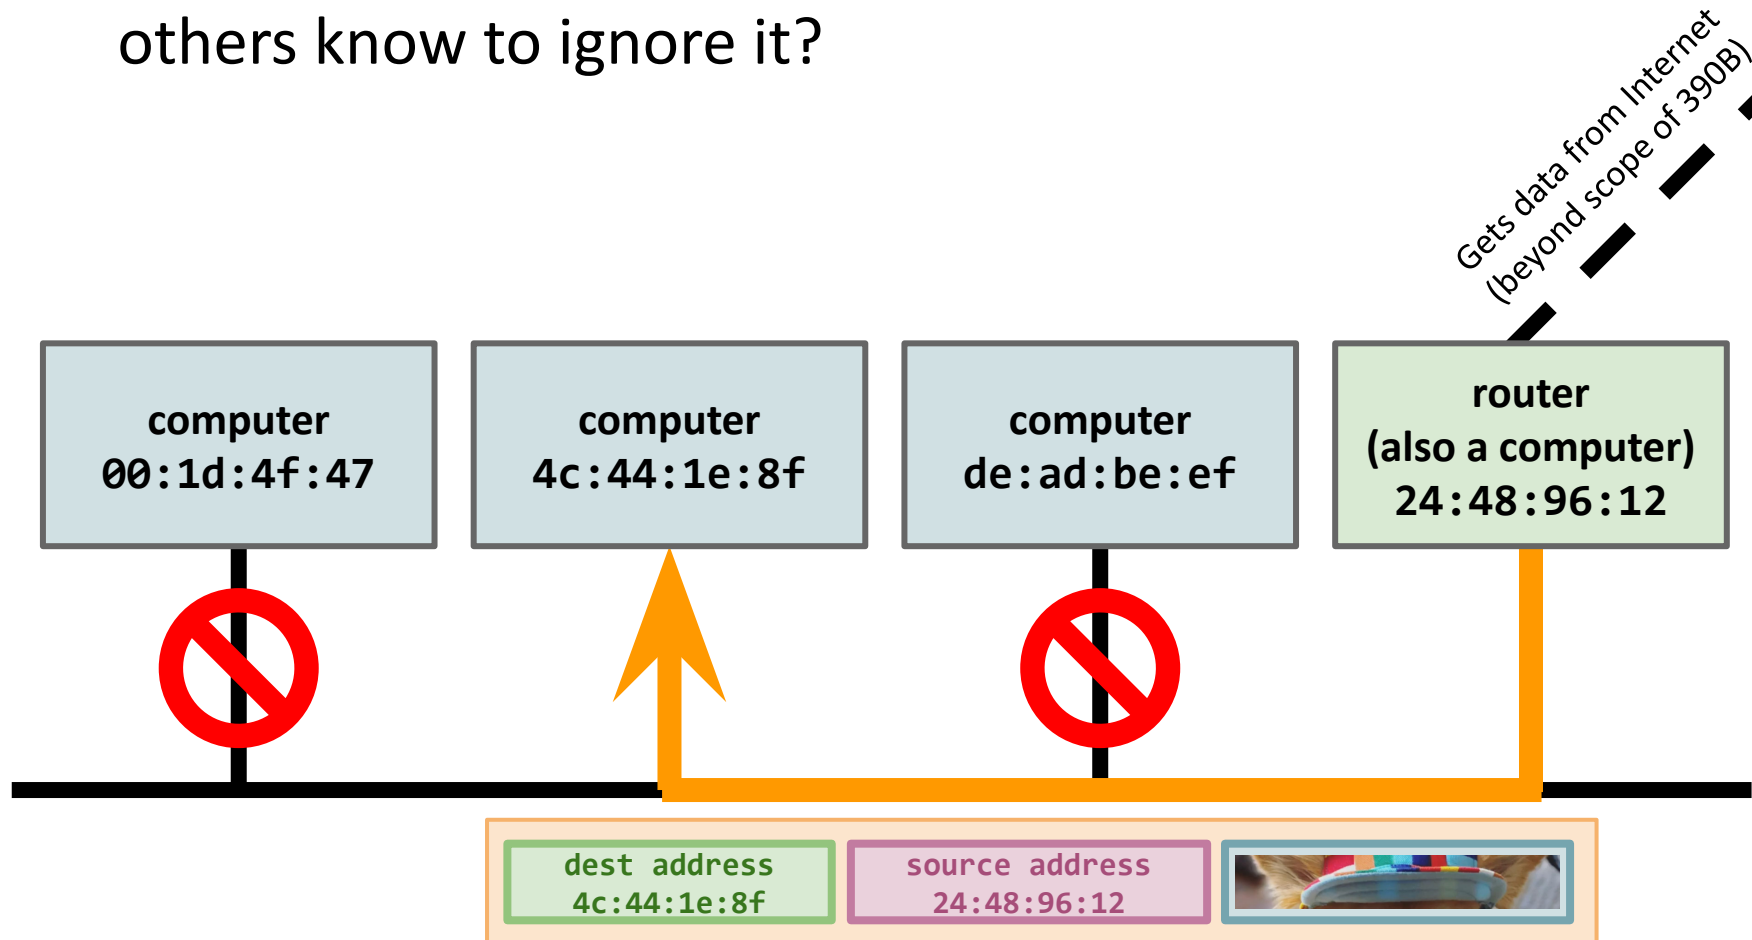 others know to ignore it?
Gets data from Internet
(beyond scope of 390B)
computer
00:1d:4f:47
computer
4c:44:1e:8f
computer
de:ad:be:ef
router
(also a computer)
24:48:96:12
dest address
4c:44:1e:8f
source address
24:48:96:12